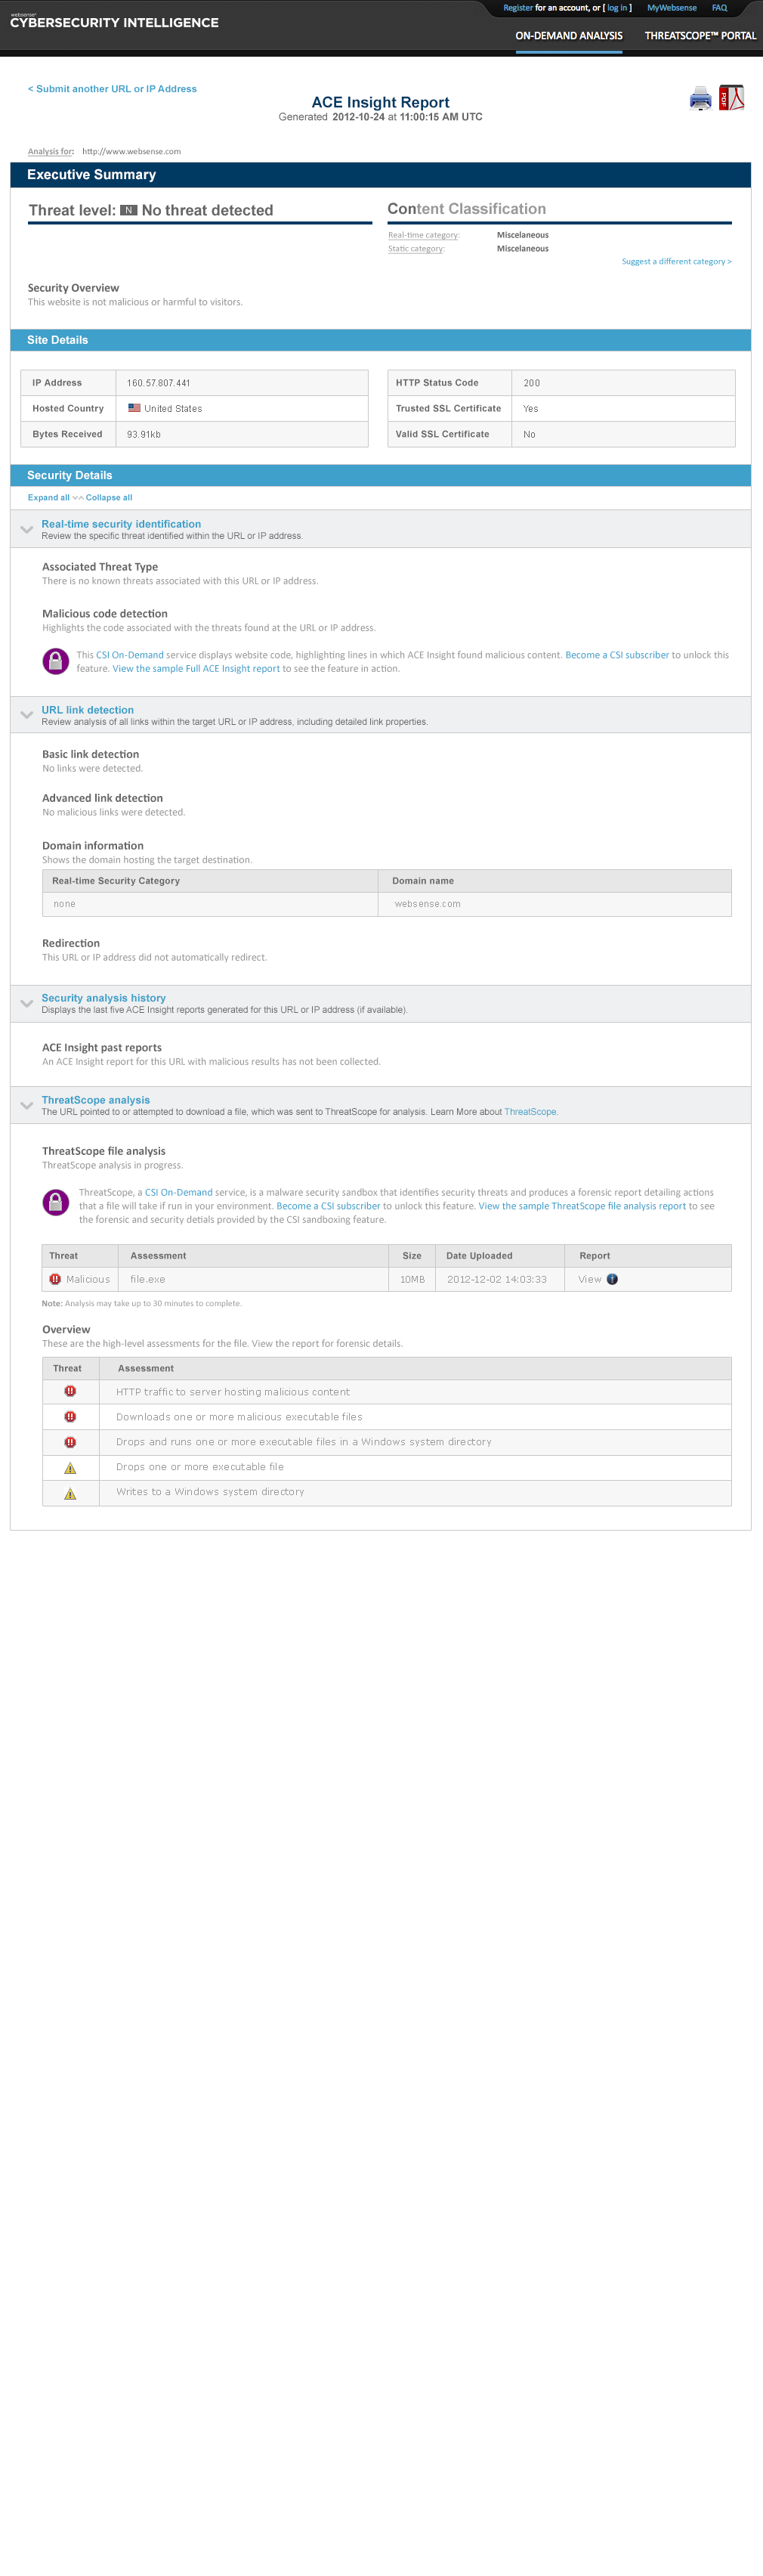 Register for an account, or [ log in ] MyWebsense FAQ
websense®
CYBERSECURITY INTELLIGENCE
ON-DEMAND ANALYSIS THREATSCOPE™ PORTAL
< Submit another URL or IP Address
ACE Insight Report
Generated 2012-10-24 at 11:00:15 AM UTC
PDF
Analysis for: http://www.websense.com
Executive Summary
Threat level: N No threat detected
Content Classification
Real-time category: Miscelaneous
Static category: Miscelaneous
Suggest a different category >
Security Overview
This website is not malicious or harmful to visitors.
Site Details
IP Address 160.57.807.441
Hosted Country United States
Bytes Received 93.91kb
HTTP Status Code 200
Trusted SSL Certificate Yes
Valid SSL Certificate No
Security Details
Expand all Collapse all
Real-time security identification
Review the specific threat identified within the URL or IP address.
Associated Threat Type
There is no known threats associated with this URL or IP address.
Malicious code detection
Highlights the code associated with the threats found at the URL or IP address.
This CSI On-Demand service displays website code, highlighting lines in which ACE Insight found malicious content. Become a CSI subscriber to unlock this
feature. View the sample Full ACE Insight report to see the feature in action.
URL link detection
Review analysis of all links within the target URL or IP address, including detailed link properties.
Basic link detection
No links were detected.
Advanced link detection
No malicious links were detected.
Domain information
Shows the domain hosting the target destination.
Real-time Security Category Domain name
none websense.com
Redirection
This URL or IP address did not automatically redirect.
Security analysis history
Displays the last five ACE Insight reports generated for this URL or IP address (if available).
ACE Insight past reports
An ACE Insight report for this URL with malicious results has not been collected.
ThreatScope analysis
The URL pointed to or attempted to download a file, which was sent to ThreatScope for analysis. Learn More about ThreatScope.
ThreatScope file analysis
ThreatScope analysis in progress.
ThreatScope, a CSI On-Demand service, is a malware security sandbox that identifies security threats and produces a forensic report detailing actions
that a file will take if run in your environment. Become a CSI subscriber to unlock this feature. View the sample ThreatScope file analysis report to see
the forensic and security detials provided by the CSI sandboxing feature.
Threat Assessment Size Date Uploaded Report
Malicious file.exe 10MB 2012-12-02 14:03:33 View
Note: Analysis may take up to 30 minutes to complete.
Overview
These are the high-level assessments for the file. View the report for forensic details.
Threat Assessment
HTTP traffic to server hosting malicious content
Downloads one or more malicious executable files
Drops and runs one or more executable files in a Windows system directory
Drops one or more executable file
Writes to a Windows system directory